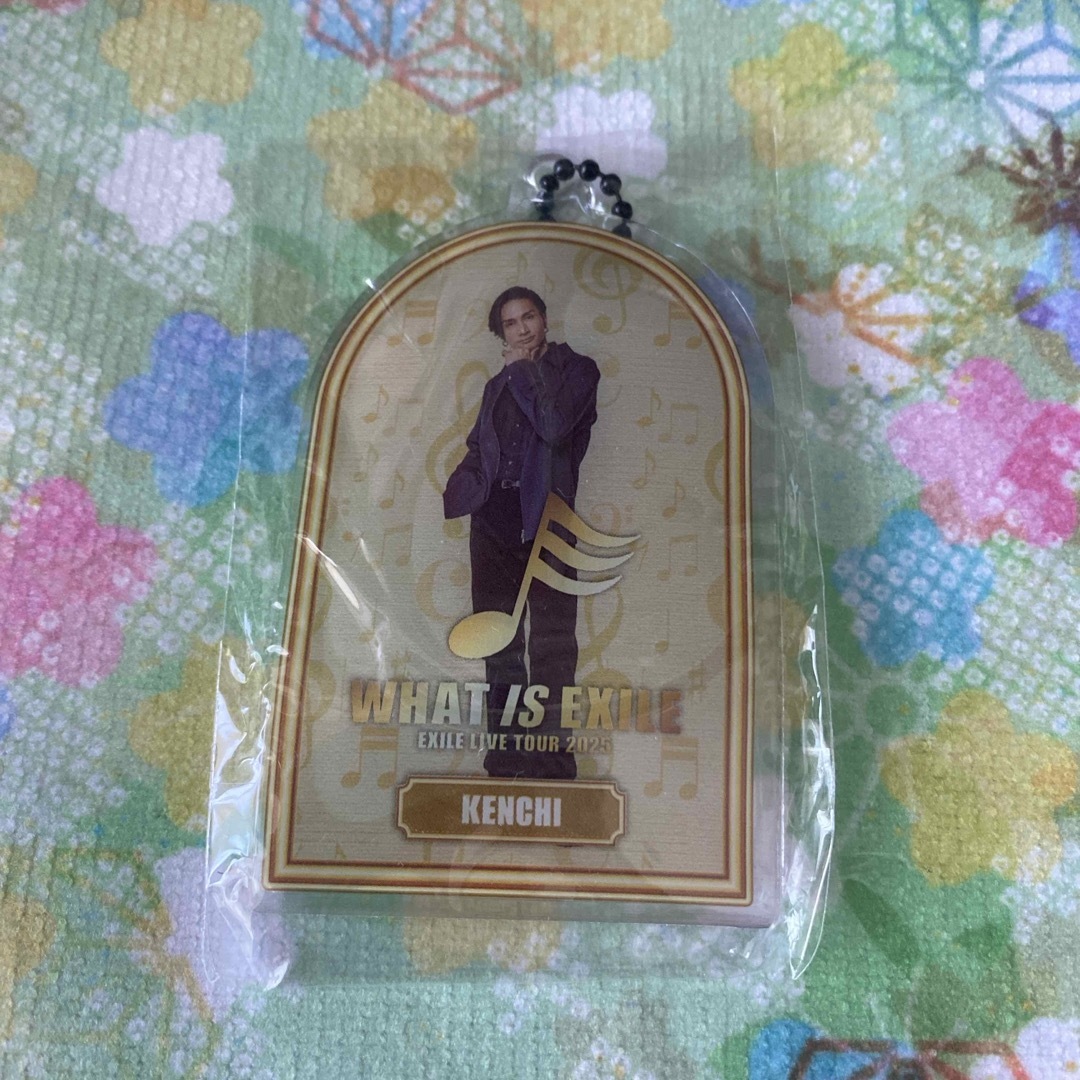 WHAT IS EXILE
EXILE LIVE TOUR 2025
KENCHI